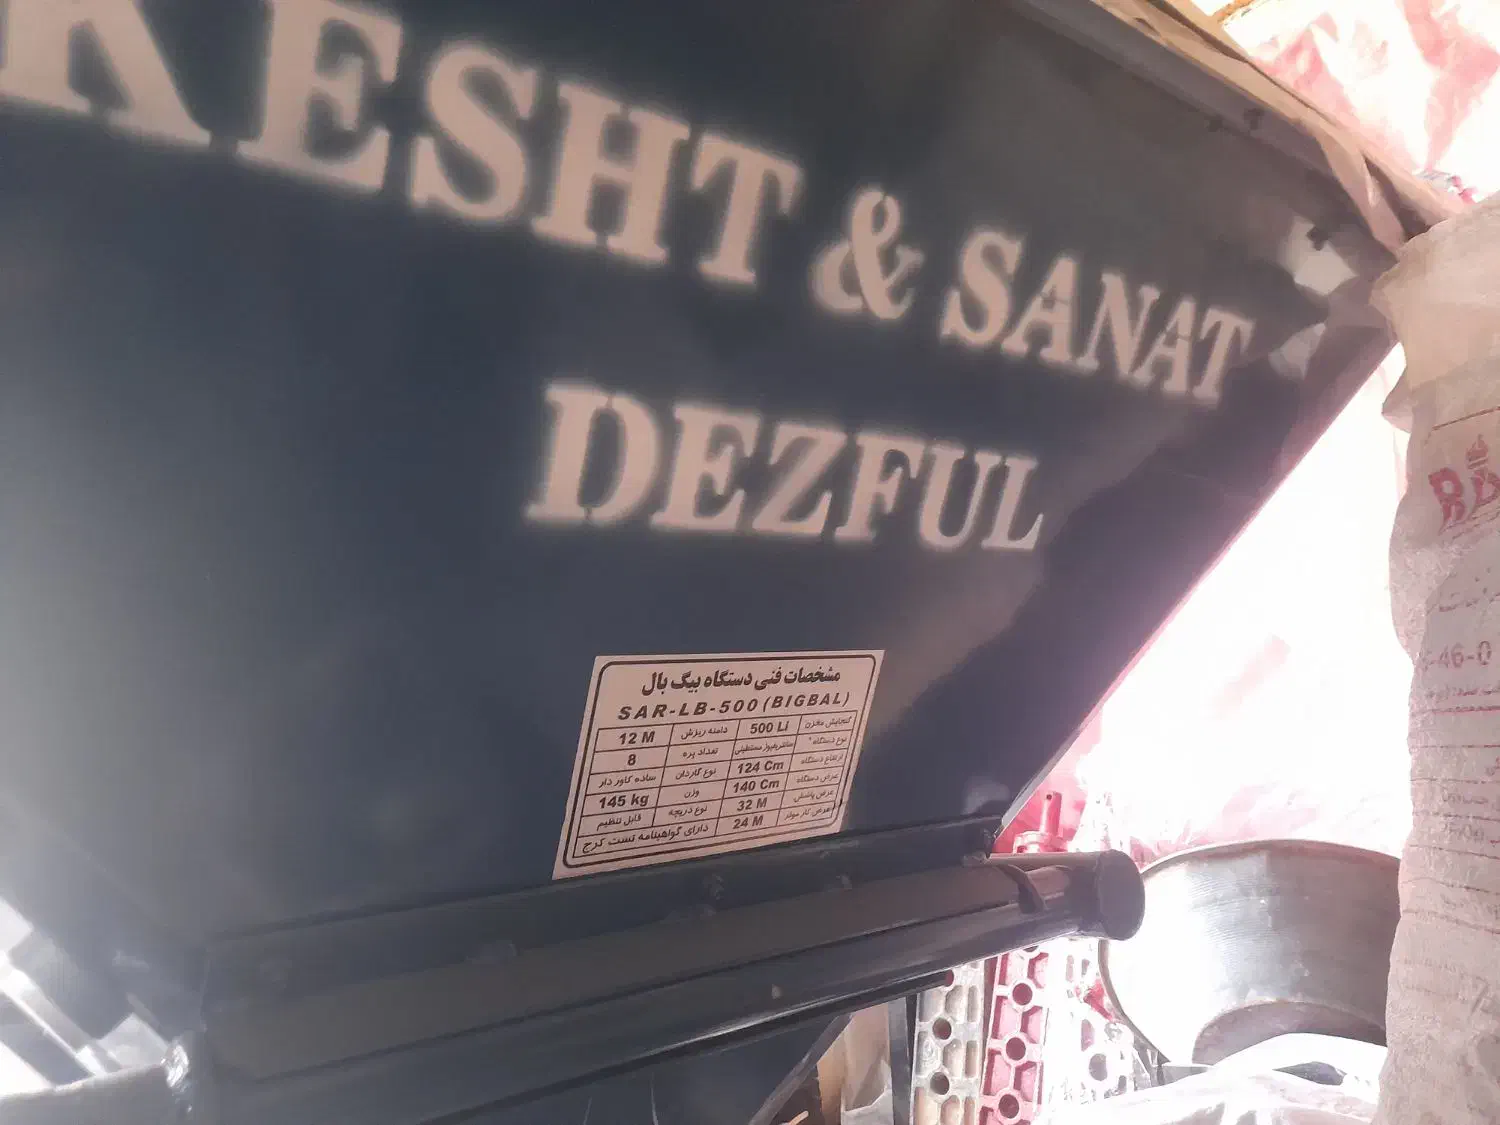 KESHT & SANAT
DEZFUL
مشخصات فنی دستگاه بیگ بال
SAR-LB-500 (BIGBAL)
گنجایش مخزن 500 Li دامنه ریزش 12 M
نوع دستگاه سانتریفیوژ مستطیلی تعداد پره 8
ارتفاع دستگاه 124 Cm نوع گاردان ساده کاور دار
عرض دستگاه 140 Cm وزن 145 kg
عرض پاشش 32 M نوع دریچه قابل تنظیم
عرض کار موثر 24 M دارای گواهینامه تست کرج
-46-0